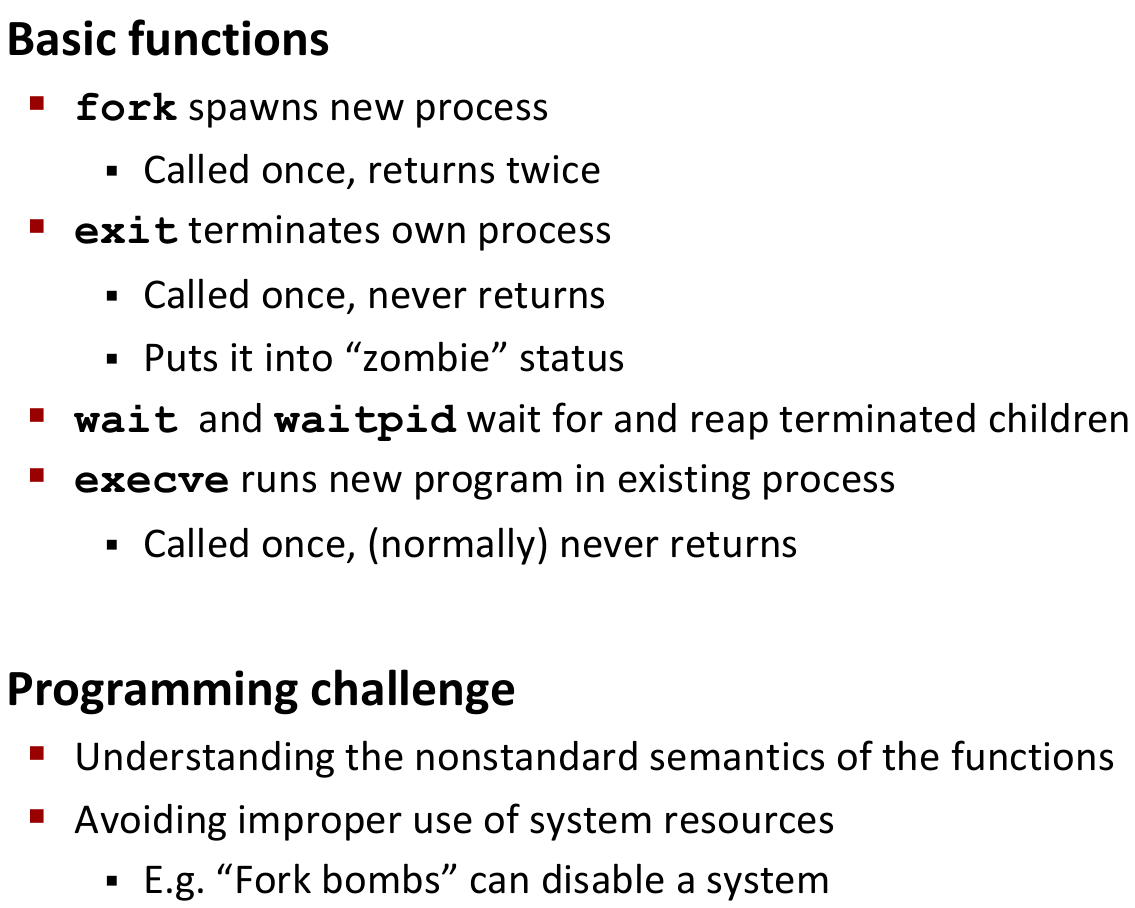 Basic functions
▪ fork spawns new process
▪ Called once, returns twice
▪ exit terminates own process
▪ Called once, never returns
▪ Puts it into “zombie” status
▪ wait and waitpid wait for and reap terminated children
▪ execve runs new program in existing process
▪ Called once, (normally) never returns
Programming challenge
▪ Understanding the nonstandard semantics of the functions
▪ Avoiding improper use of system resources
▪ E.g. “Fork bombs” can disable a system